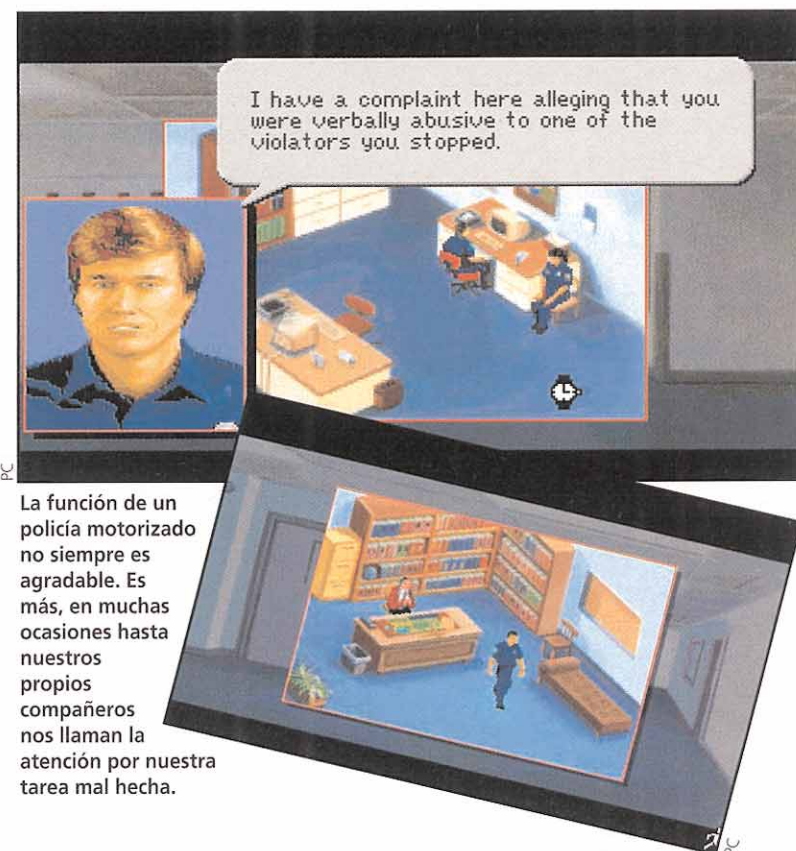 I have a complaint here alleging that you
were verbally abusive to one of the
violators you stopped.
PC
La función de un
policía motorizado
no siempre es
agradable. Es
más, en muchas
ocasiones hasta
nuestros
propios
compañeros
nos llaman la
atención por nuestra
tarea mal hecha.
PC